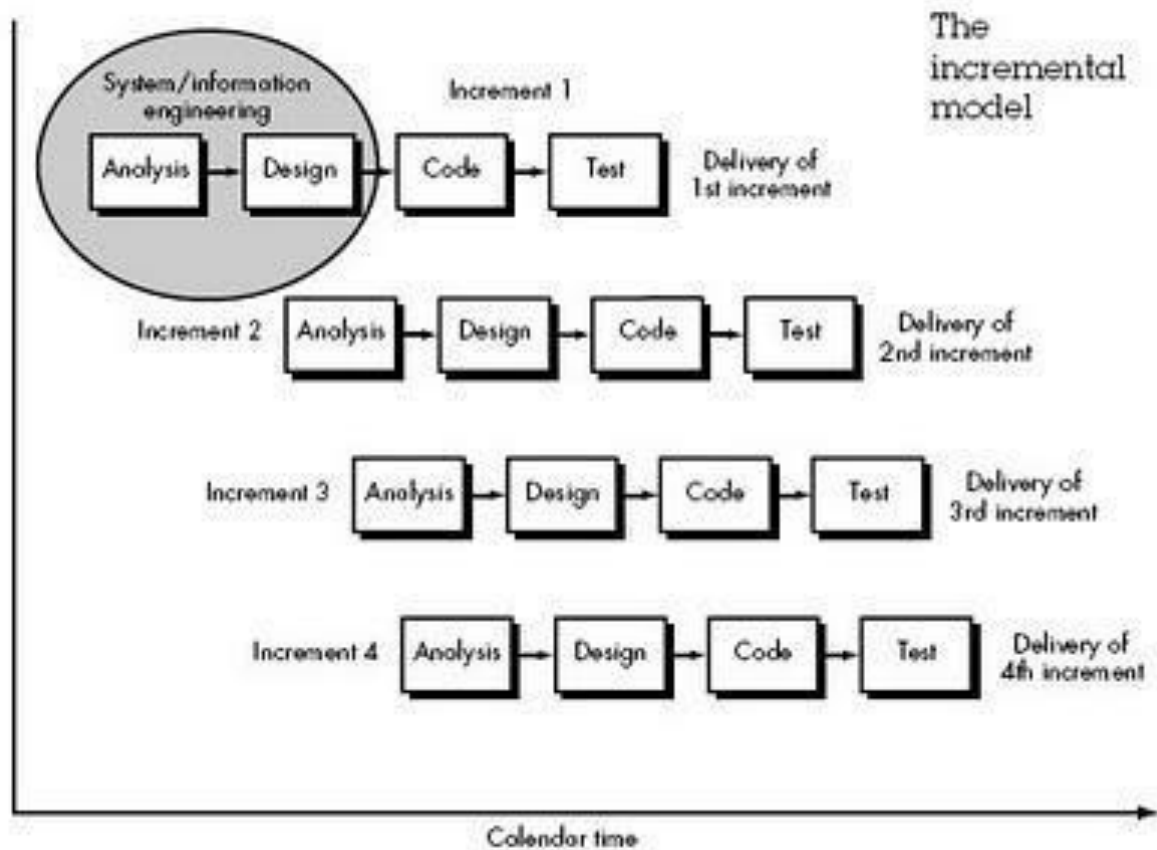 The
incremental
model
System/information
engineering
Increment 1
Analysis
Design
Code
Test
Delivery of
1st increment
Increment 2
Analysis
Design
Code
Test
Delivery of
2nd increment
Increment 3
Analysis
Design
Code
Test
Delivery of
3rd increment
Increment 4
Analysis
Design
Code
Test
Delivery of
4th increment
Calendar time